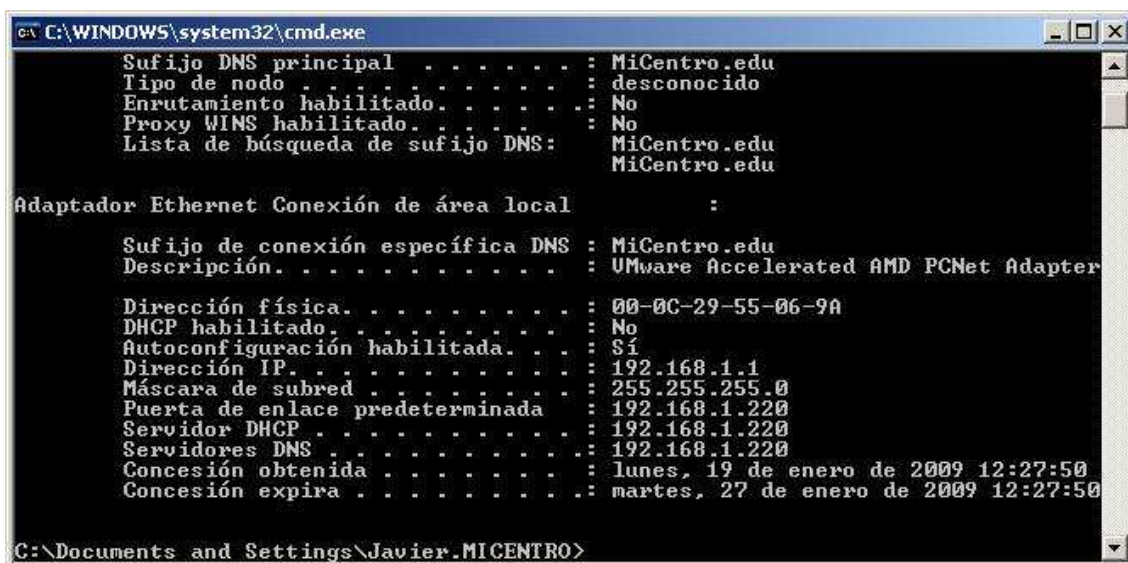 C:\WINDOWS\system32\cmd.exe
Sufijo DNS principal . . . . . . : MiCentro.edu
Tipo de nodo . . . . . . . . . . : desconocido
Enrutamiento habilitado. . . . . .: No
Proxy WINS habilitado. . . . . : No
Lista de búsqueda de sufijo DNS: MiCentro.edu
MiCentro.edu
Adaptador Ethernet Conexión de área local :
Sufijo de conexión específica DNS : MiCentro.edu
Descripción. . . . . . . . . . . : VMware Accelerated AMD PCNet Adapter
Dirección física. . . . . . . . . : 00-0C-29-55-06-9A
DHCP habilitado. . . . . . . . . . : No
Autoconfiguración habilitada. . . : Sí
Dirección IP. . . . . . . . . . . : 192.168.1.1
Máscara de subred . . . . . . . . : 255.255.255.0
Puerta de enlace predeterminada : 192.168.1.220
Servidor DHCP . . . . . . . . . . : 192.168.1.220
Servidores DNS . . . . . . . . . .: 192.168.1.220
Concesión obtenida . . . . . . . . : lunes, 19 de enero de 2009 12:27:50
Concesión expira . . . . . . . . .: martes, 27 de enero de 2009 12:27:50
C:\Documents and Settings\Javier.MICENTRO>